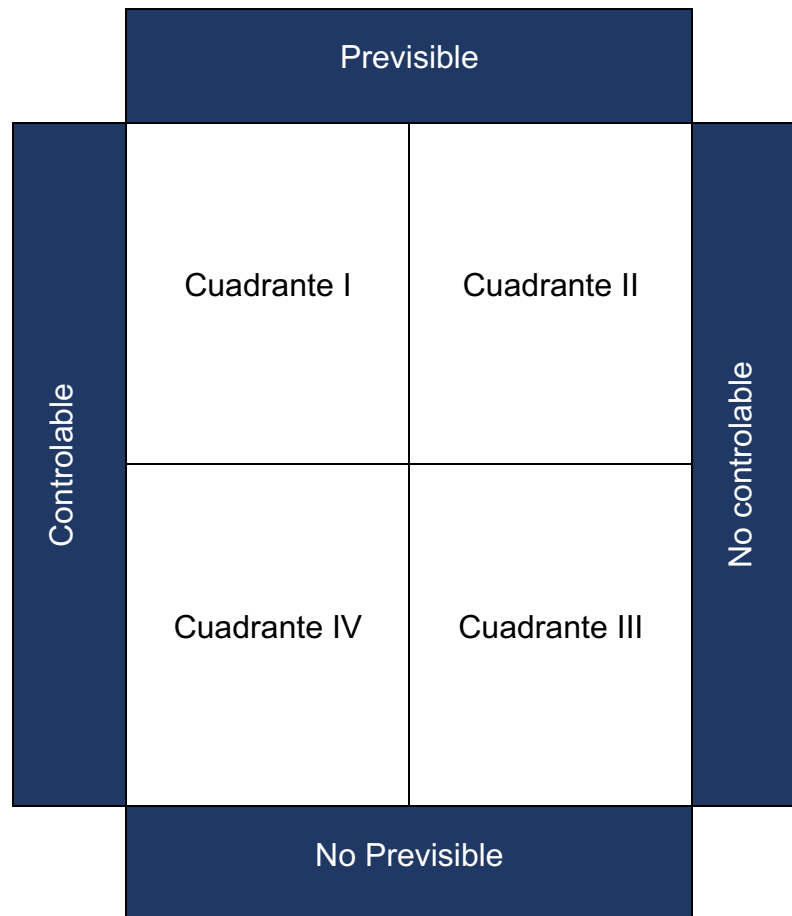 Previsible
Cuadrante I
Cuadrante II
Controlable
No controlable
Cuadrante IV
Cuadrante III
No Previsible